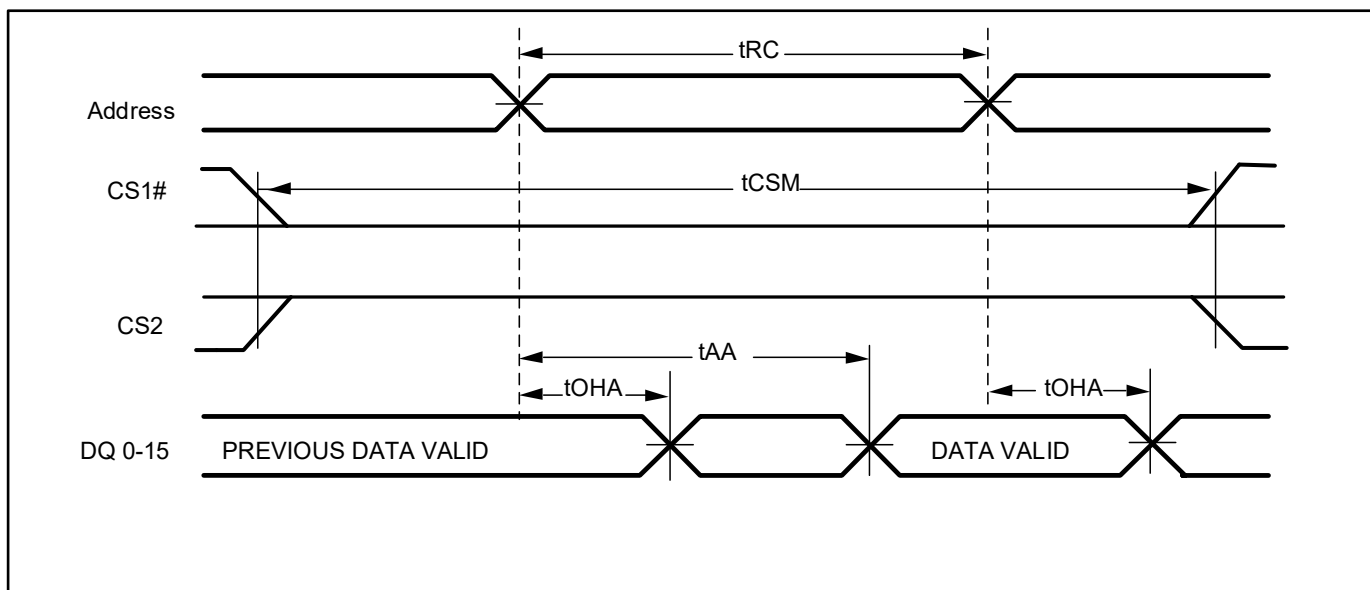 tRC
Address
CS1#
tCSM
CS2
tAA
tOHA
tOHA
DQ 0-15
PREVIOUS DATA VALID
DATA VALID